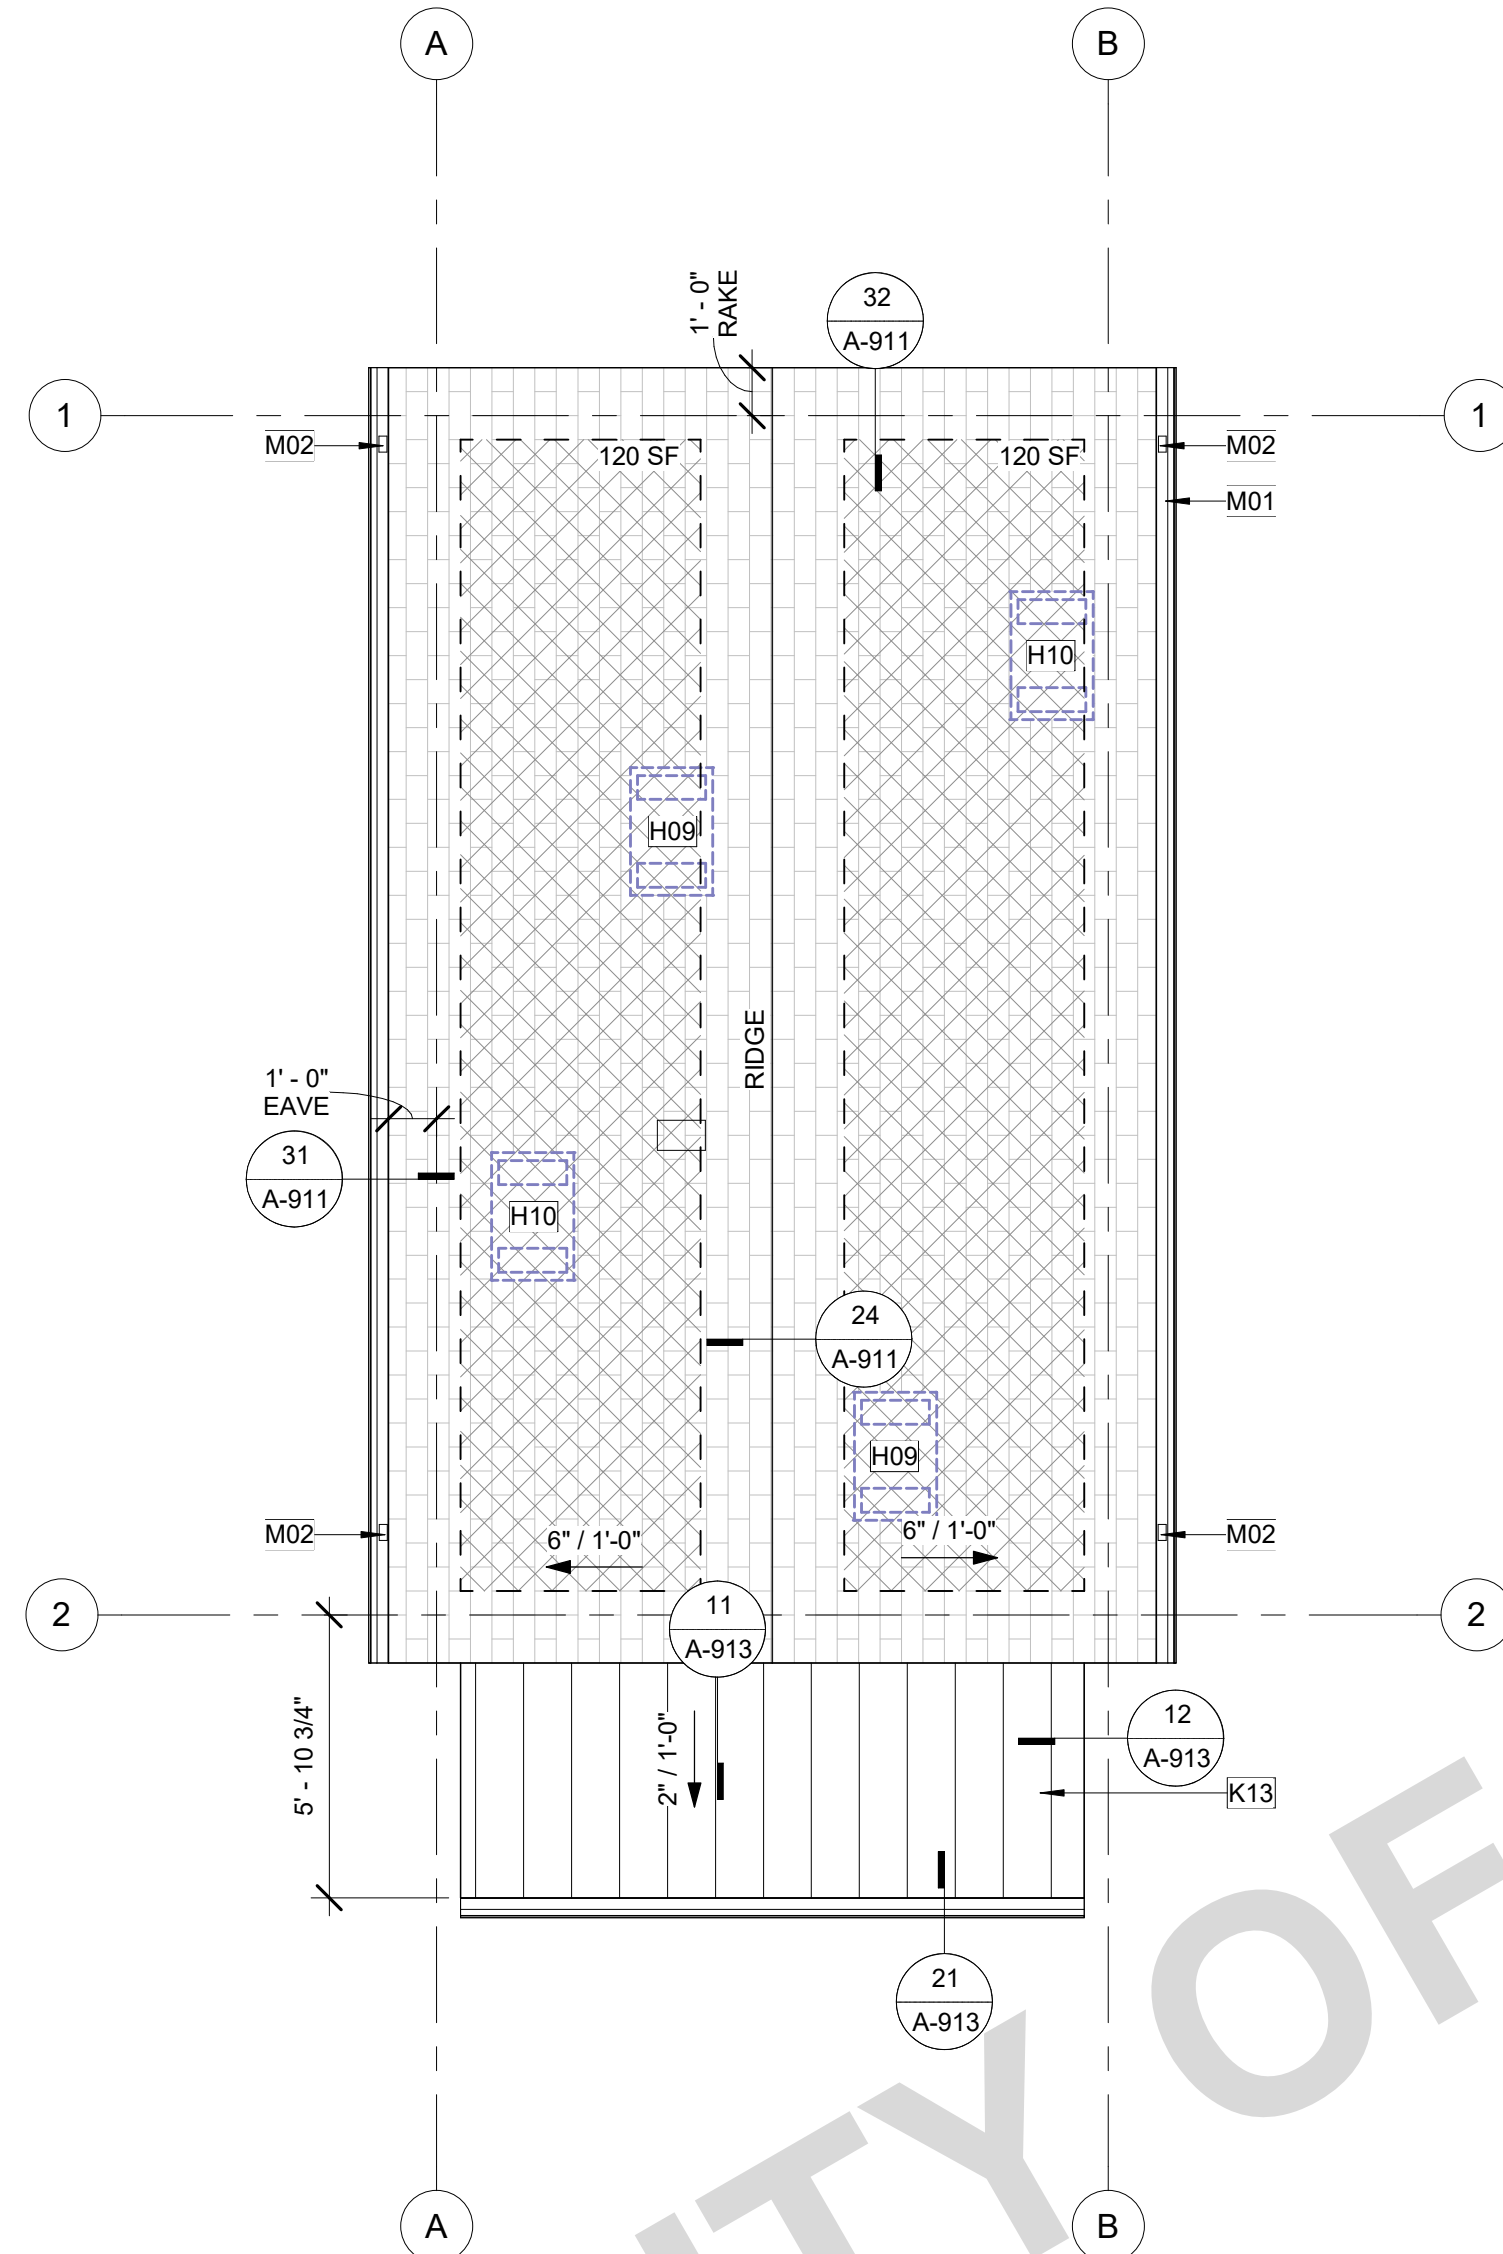 A
B
1' - 0"
RAKE
32
A-911
1
1
M02
120 SF
120 SF
M02
M01
H10
H09
RIDGE
1' - 0"
EAVE
31
A-911
H10
24
A-911
H09
M02
6" / 1'-0"
6" / 1'-0"
M02
2
11
A-913
2
5' - 10 3/4"
2" / 1'-0"
12
A-913
K13
21
A-913
A
B
ITY OF